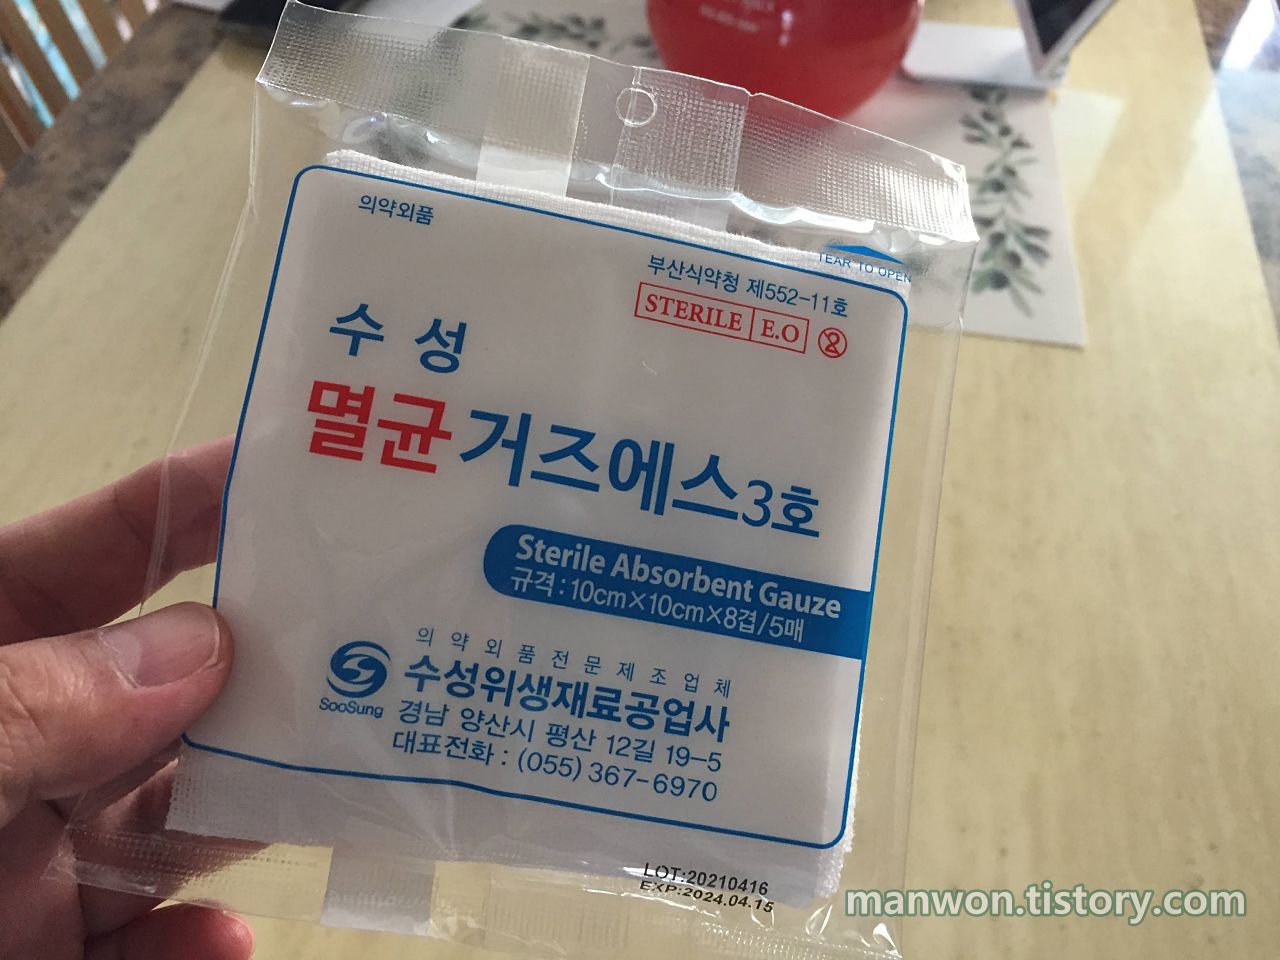 의약외품
TEAR TO OPEN
부산식약청 제552-11호
STERILE E.O 2
수성
멸균거즈에스3호
Sterile Absorbent Gauze
규격 : 10cm×10cm×8겹/5매
의약외품전문제조업체
수성위생재료공업사
SooSung
경남 양산시 평산 12길 19-5
대표전화 : (055) 367-6970
LOT:20210416
EXP:2024.04.15
manwon.tistory.com